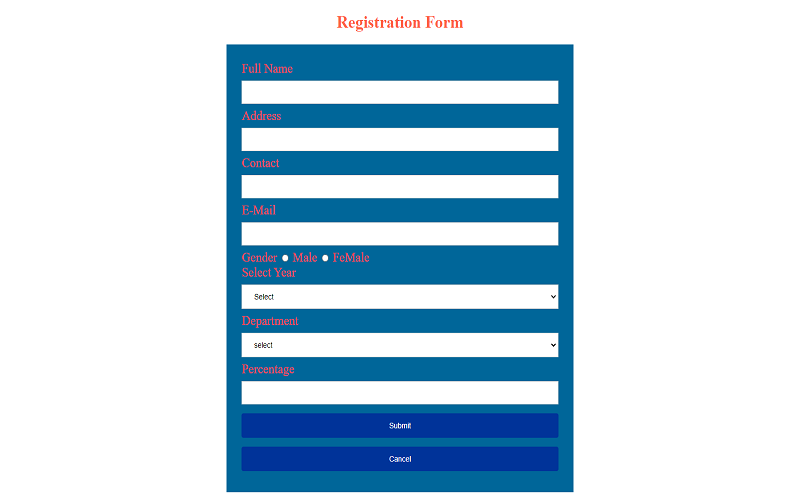 Registration Form
Full Name
Address
Contact
E-Mail
Gender Male FeMale
Select Year
Select
Department
select
Percentage
Submit
Cancel